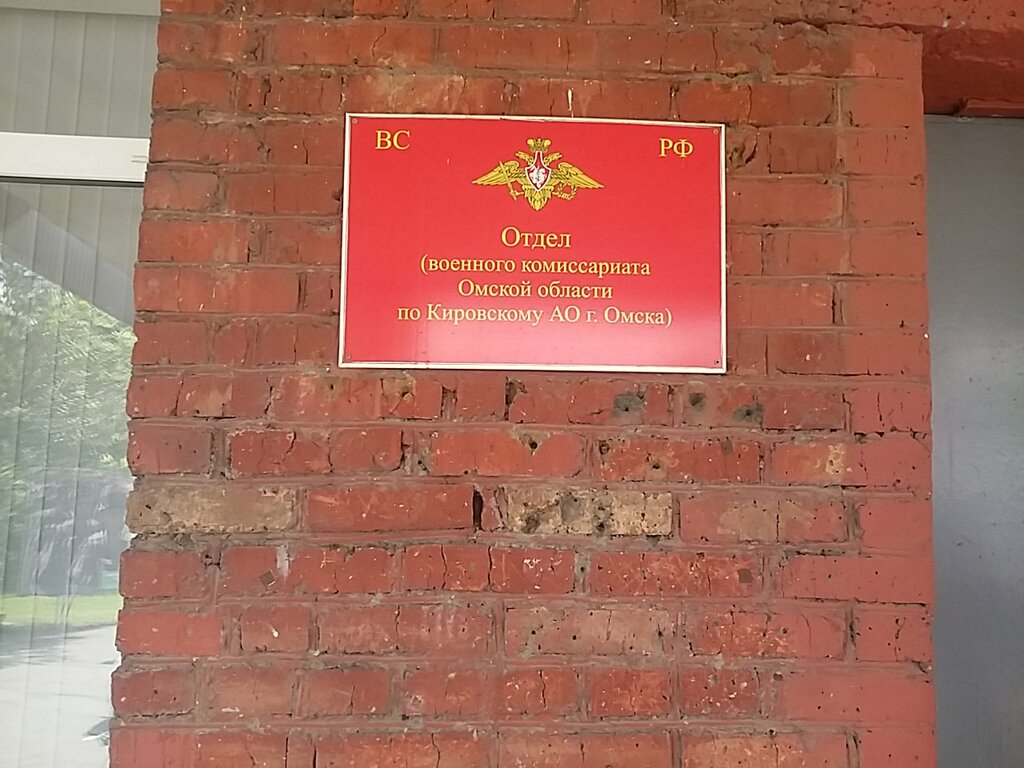 ВС РФ
Отдел
(военного комиссариата
Омской области
по Кировскому АО г. Омска)